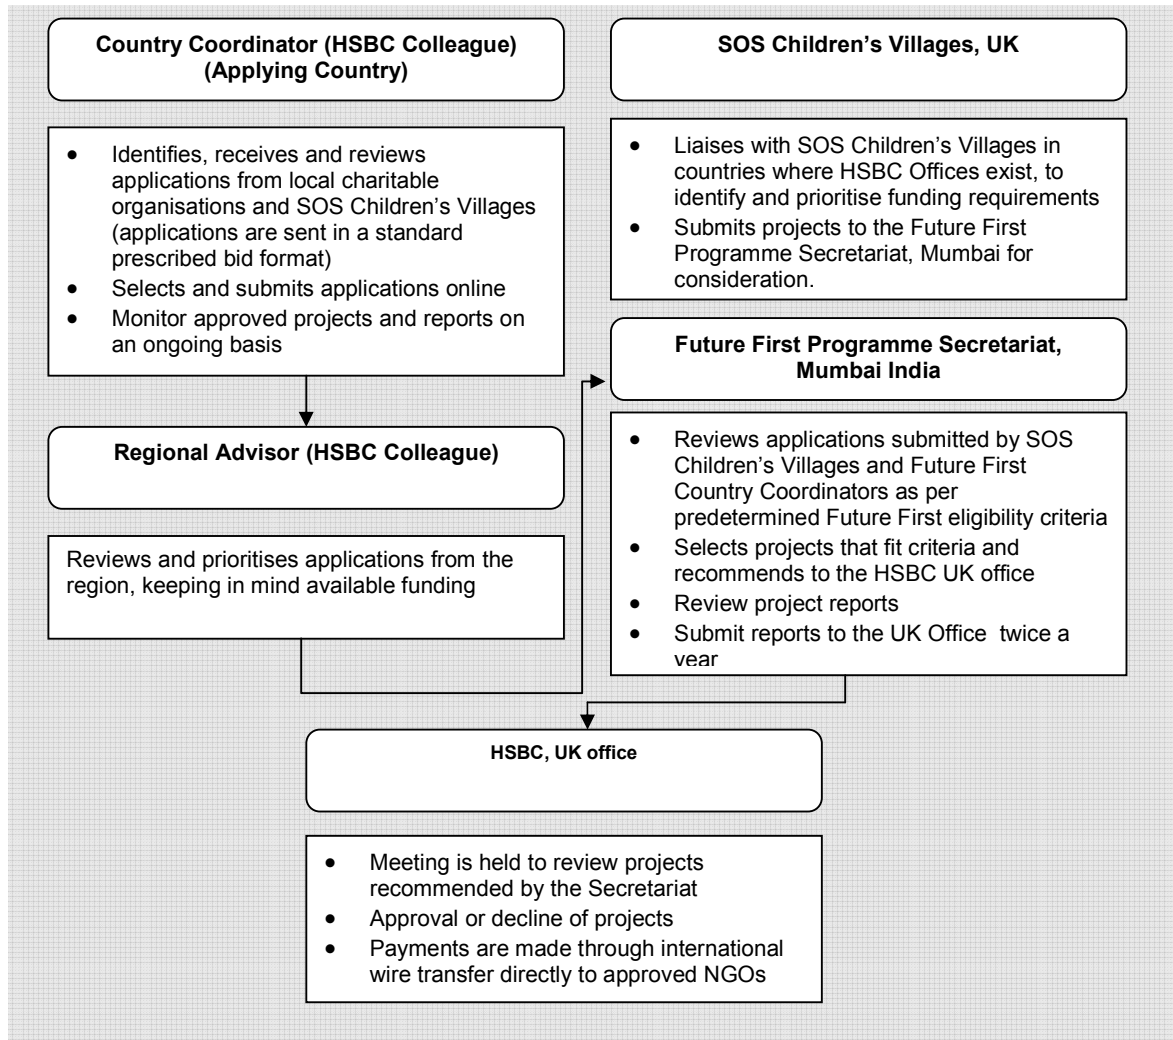 Country Coordinator (HSBC Colleague)
(Applying Country)
• Identifies, receives and reviews
applications from local charitable
organisations and SOS Children's Villages
(applications are sent in a standard
prescribed bid format)
• Selects and submits applications online
• Monitor approved projects and reports on
an ongoing basis
Regional Advisor (HSBC Colleague)
Reviews and prioritises applications from the
region, keeping in mind available funding
SOS Children's Villages, UK
• Liaises with SOS Children's Villages in
countries where HSBC Offices exist, to
identify and prioritise funding requirements
• Submits projects to the Future First
Programme Secretariat, Mumbai for
consideration.
Future First Programme Secretariat,
Mumbai India
• Reviews applications submitted by SOS
Children's Villages and Future First
Country Coordinators as per
predetermined Future First eligibility criteria
• Selects projects that fit criteria and
recommends to the HSBC UK office
• Review project reports
• Submit reports to the UK Office twice a
year
HSBC, UK office
• Meeting is held to review projects
recommended by the Secretariat
• Approval or decline of projects
• Payments are made through international
wire transfer directly to approved NGOs